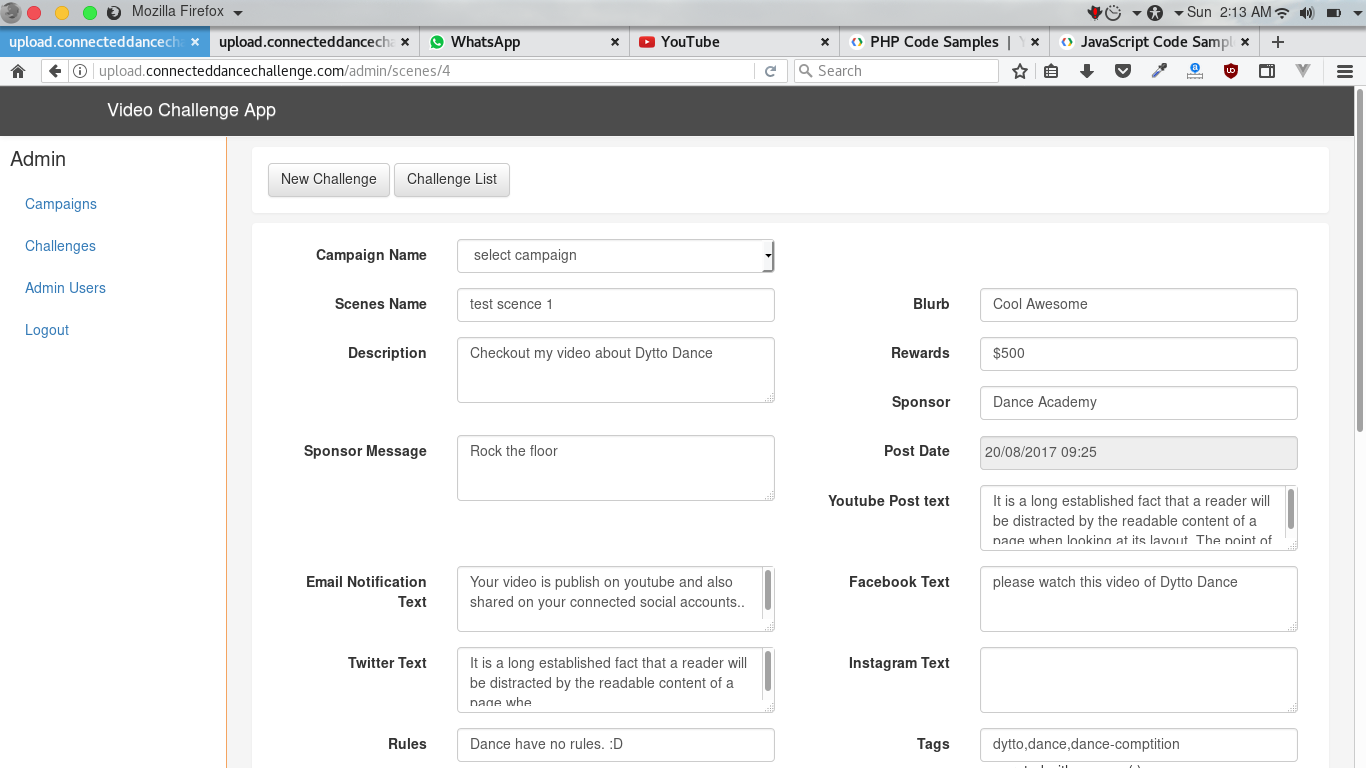 Mozilla Firefox
Sun 2:13 AM
upload.connecteddancech
upload.connecteddancech
WhatsApp
YouTube
PHP Code Samples |
JavaScript Code Sampl
upload.connecteddancechallenge.com/admin/scenes/4
Search
Video Challenge App
Admin
Campaigns
Challenges
Admin Users
Logout
New Challenge
Challenge List
Campaign Name
select campaign
Scenes Name
test scence 1
Blurb
Cool Awesome
Description
Checkout my video about Dytto Dance
Rewards
$500
Sponsor
Dance Academy
Sponsor Message
Rock the floor
Post Date
20/08/2017 09:25
Youtube Post text
It is a long established fact that a reader will
be distracted by the readable content of a
page when looking at its layout. The point of
Email Notification
Text
Your video is publish on youtube and also
shared on your connected social accounts..
Facebook Text
please watch this video of Dytto Dance
Twitter Text
It is a long established fact that a reader will
be distracted by the readable content of a
page whe
Instagram Text
Rules
Dance have no rules. :D
Tags
dytto,dance,dance-comptition